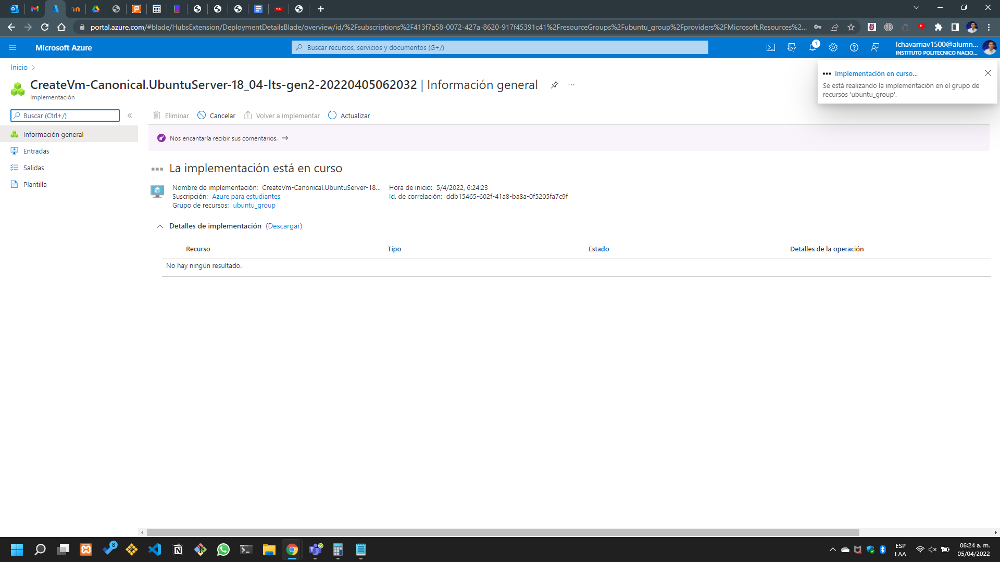 portal.azure.com/#blade/HubsExtension/DeploymentDetailsBlade/overview/id/%2Fsubscriptions%2F413f7a58-0072-427a-8620-917f45391c41%2FresourceGroups%2Fubuntu_group%2Fproviders%2FMicrosoft.Resources%2...
Microsoft Azure
Buscar recursos, servicios y documentos (G+/)
1
lchavarriav1500@alumn...
INSTITUTO POLITECNICO NACIO...
Inicio
Implementación en curso...
Se está realizando la implementación en el grupo de
recursos 'ubuntu_group'.
CreateVm-Canonical.UbuntuServer-18_04-lts-gen2-20220405062032 | Información general
Implementación
Buscar (Ctrl+/)
Eliminar
Cancelar
Volver a implementar
Actualizar
Información general
Entradas
Salidas
Plantilla
Nos encantaría recibir sus comentarios.
La implementación está en curso
Nombre de implementación: CreateVm-Canonical.UbuntuServer-18...
Suscripción: Azure para estudiantes
Grupo de recursos: ubuntu_group
Hora de inicio: 5/4/2022, 6:24:23
Id. de correlación: ddb15465-602f-41a8-ba8a-0f5205fa7c9f
Detalles de implementación (Descargar)
Recurso Tipo Estado Detalles de la operación
No hay ningún resultado.
8
ESP
LAA
06:24 a. m.
05/04/2022